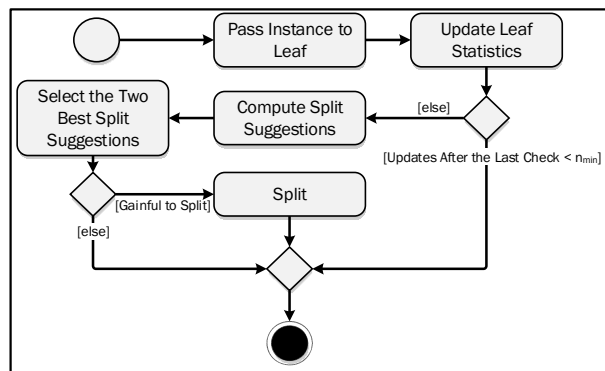 Pass Instance to
Leaf
Update Leaf
Statistics
Select the Two
Best Split
Suggestions
Compute Split
Suggestions
[else]
[Updates After the Last Check < nmin]
[Gainful to Split]
Split
[else]